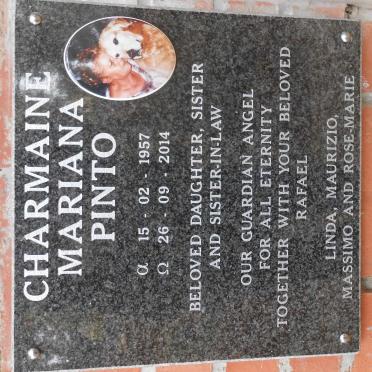 CHARMAINE
MARIANA
PINTO
α 15 - 02 - 1957
Ω 26 - 09 - 2014
BELOVED DAUGHTER, SISTER
AND SISTER-IN-LAW
OUR GUARDIAN ANGEL
FOR ALL ETERNITY
TOGETHER WITH YOUR BELOVED
RAFAEL
LINDA, MAURIZIO,
MASSIMO AND ROSE-MARIE